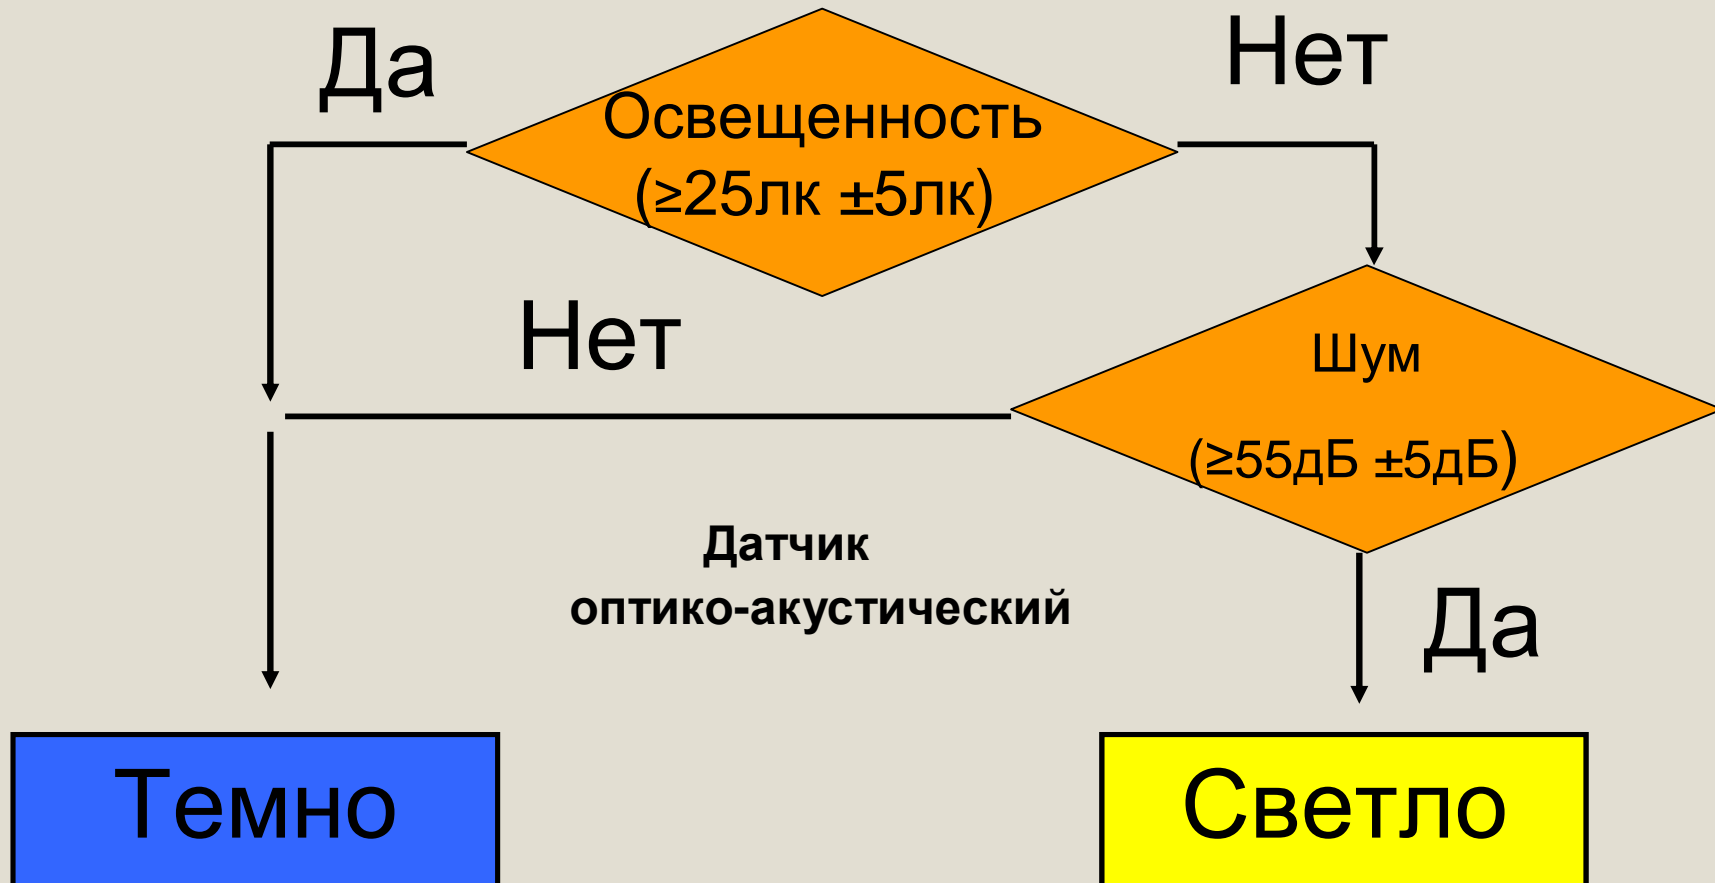 Да
Нет
Освещенность
(≥25лк ±5лк)
Нет
Шум
(≥55дБ ±5дБ)
Датчик
оптико-акустический
Да
Темно
Светло